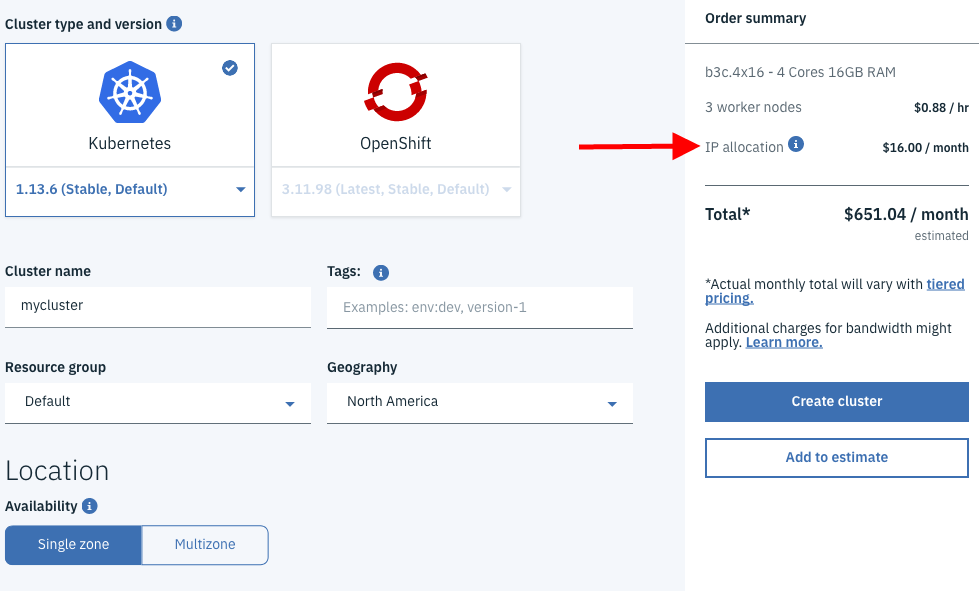 Cluster type and version
Kubernetes
1.13.6 (Stable, Default)
OpenShift
3.11.98 (Latest, Stable, Default)
Cluster name
mycluster
Tags:
Examples: env:dev, version-1
Resource group
Default
Geography
North America
Location
Availability
Single zone
Multizone
Order summary
b3c.4x16 - 4 Cores 16GB RAM
3 worker nodes $0.88 / hr
IP allocation $16.00 / month
Total* $651.04 / month
estimated
*Actual monthly total will vary with tiered
pricing.
Additional charges for bandwidth might
apply. Learn more.
Create cluster
Add to estimate